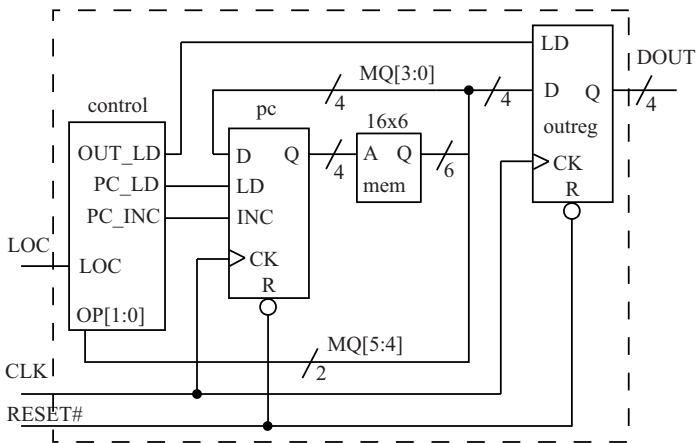 LD
DOUT
MQ[3:0]
4
4
D
Q
4
control
pc
16x6
outreg
OUT_LD
D
Q
4
A
Q
6
mem
CK
PC_LD
LD
R
PC_INC
INC
LOC
LOC
CK
R
OP[1:0]
MQ[5:4]
2
CLK
RESET#